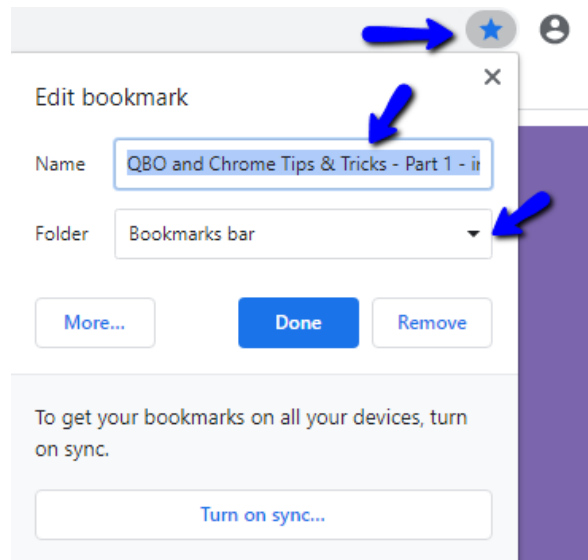 Edit bookmark
Name QBO and Chrome Tips & Tricks - Part 1 -
Folder Bookmarks bar
More... Done Remove
To get your bookmarks on all your devices, turn
on sync.
Turn on sync...